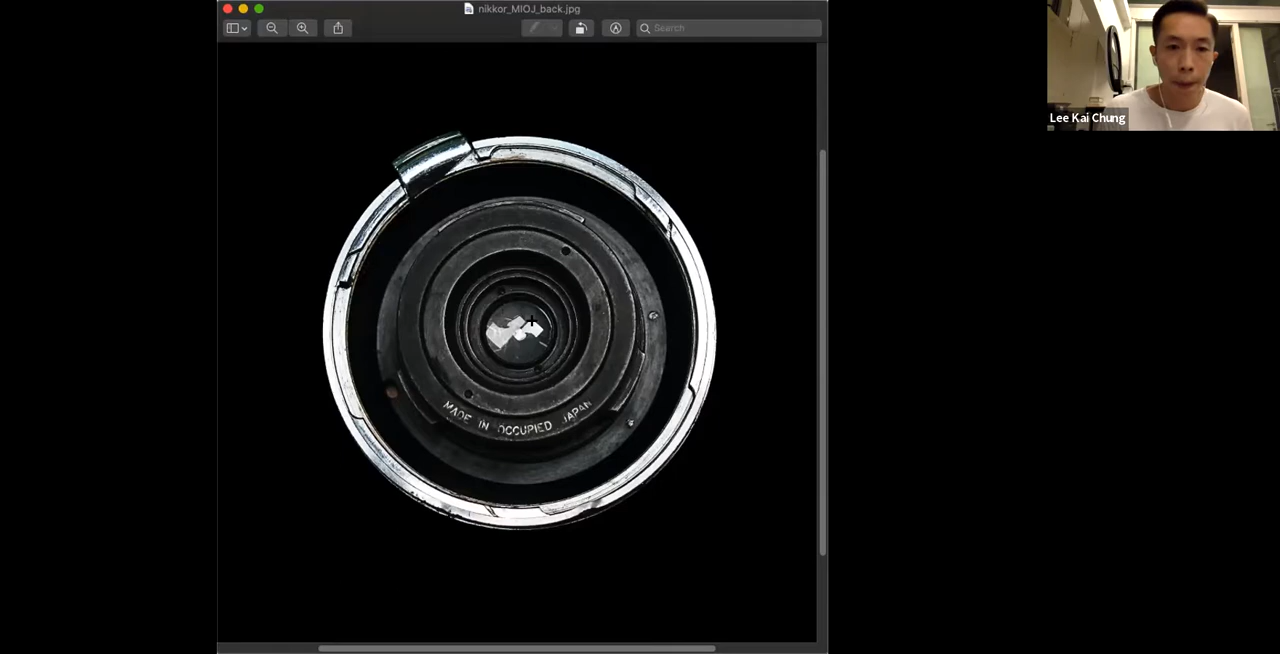 nikkor_MIOJ_back.jpg
Search
Lee Kai Chung
MADE IN OCCUPIED JAPAN